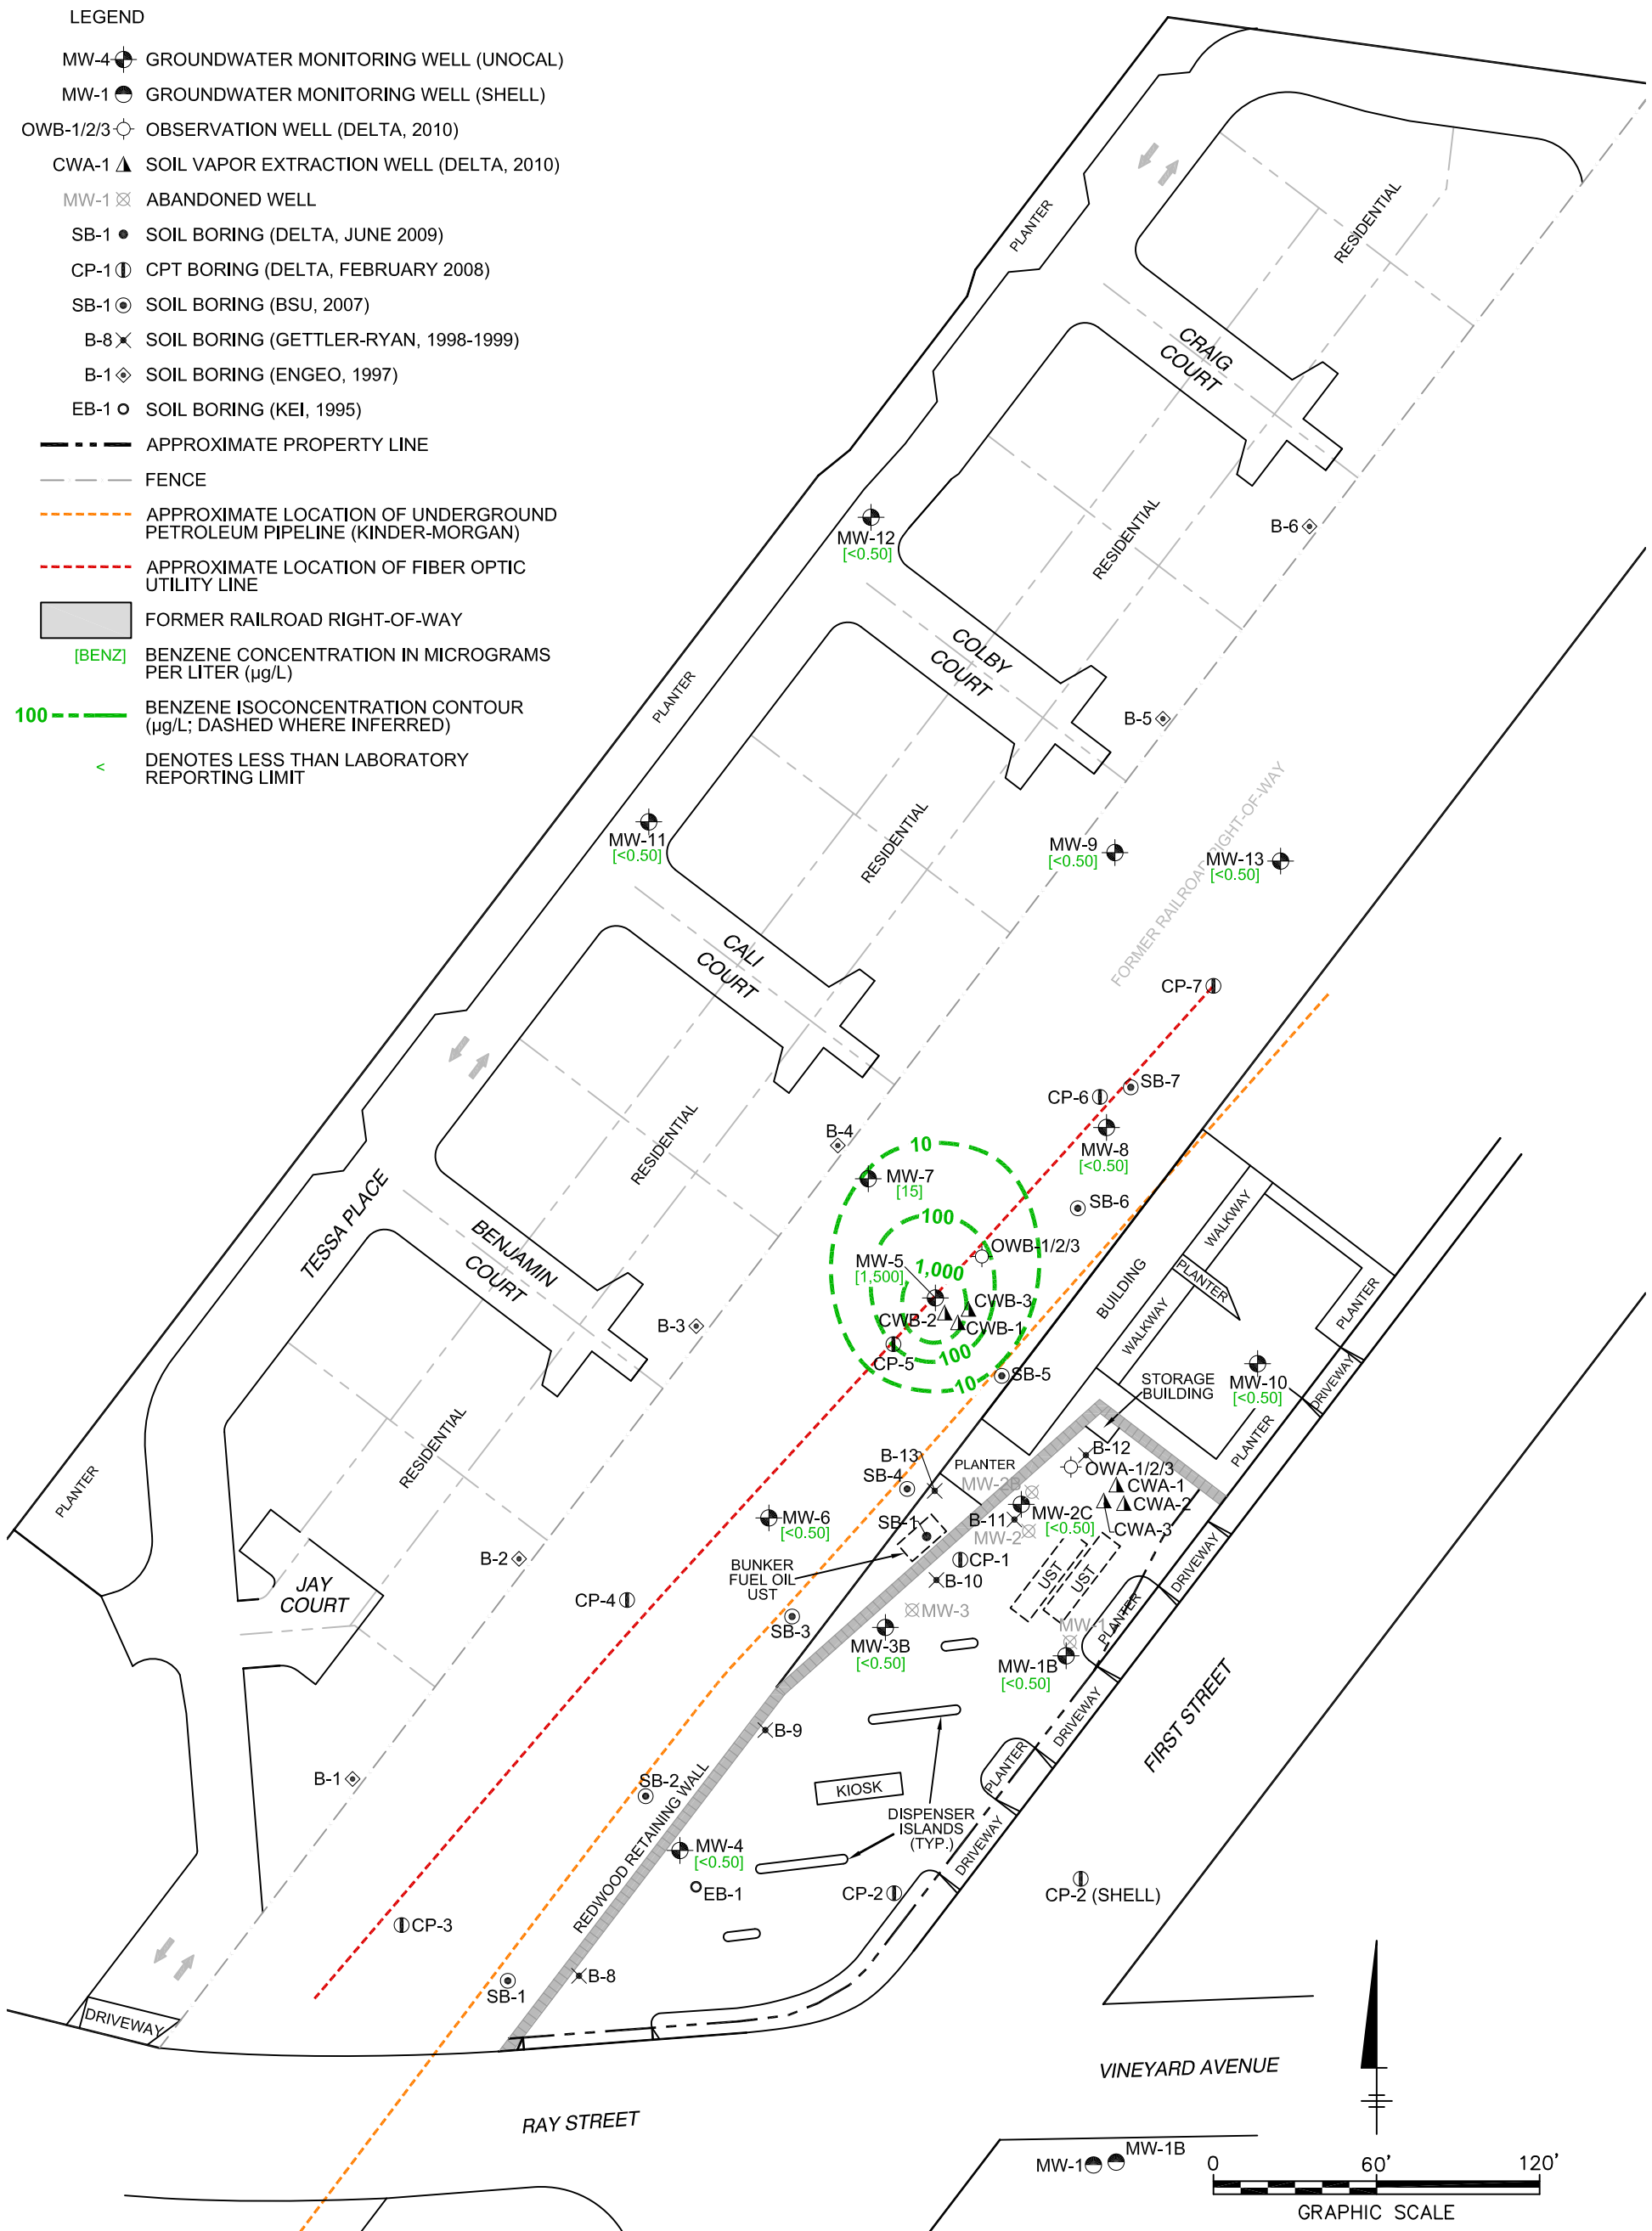 LEGEND
MW-4 GROUNDWATER MONITORING WELL (UNOCAL)
MW-1 GROUNDWATER MONITORING WELL (SHELL)
OWB-1/2/3 OBSERVATION WELL (DELTA, 2010)
CWA-1 SOIL VAPOR EXTRACTION WELL (DELTA, 2010)
MW-1 ABANDONED WELL
SB-1 SOIL BORING (DELTA, JUNE 2009)
CP-1 CPT BORING (DELTA, FEBRUARY 2008)
SB-1 SOIL BORING (BSU, 2007)
B-8 SOIL BORING (GETTLER-RYAN, 1998-1999)
B-1 SOIL BORING (ENGEO, 1997)
EB-1 SOIL BORING (KEI, 1995)
APPROXIMATE PROPERTY LINE
FENCE
APPROXIMATE LOCATION OF UNDERGROUND
PETROLEUM PIPELINE (KINDER-MORGAN)
APPROXIMATE LOCATION OF FIBER OPTIC
UTILITY LINE
FORMER RAILROAD RIGHT-OF-WAY
[BENZ] BENZENE CONCENTRATION IN MICROGRAMS
PER LITER (µg/L)
100 BENZENE ISOCONCENTRATION CONTOUR
(µg/L; DASHED WHERE INFERRED)
< DENOTES LESS THAN LABORATORY
REPORTING LIMIT
PLANTER
RESIDENTIAL
CRAIG
COURT
MW-12
[<0.50]
RESIDENTIAL
B-6
COLBY
COURT
PLANTER
B-5
MW-11
[<0.50]
RESIDENTIAL
MW-9
[<0.50]
MW-13
[<0.50]
FORMER RAILROAD RIGHT-OF-WAY
CALI
COURT
CP-7
SB-7
CP-6
MW-8
[<0.50]
B-4
RESIDENTIAL
10
MW-7
[15]
100
SB-6
OWB-1/2/3
MW-5
[1,500]
1,000
CWB-3
CWB-2
CWB-1
CP-5
100
10
SB-5
TESSA PLACE
BENJAMIN
COURT
B-3
WALKWAY
PLANTER
BUILDING
WALKWAY
PLANTER
DRIVEWAY
STORAGE
BUILDING
MW-10
[<0.50]
PLANTER
RESIDENTIAL
PLANTER
B-13
SB-4
PLANTER
MW-2B
B-12
OWA-1/2/3
CWA-1
CWA-2
CWA-3
MW-2C
[<0.50]
B-11
MW-2
MW-6
[<0.50]
SB-1
CP-1
B-10
BUNKER
FUEL OIL
UST
UST
UST
DRIVEWAY
PLANTER
B-2
JAY
COURT
CP-4
SB-3
MW-3
MW-3B
[<0.50]
MW-1
MW-1B
[<0.50]
DRIVEWAY
FIRST STREET
B-9
PLANTER
B-1
SB-2
KIOSK
DISPENSER
ISLANDS
(TYP.)
DRIVEWAY
REDWOOD RETAINING WALL
MW-4
[<0.50]
EB-1
CP-2
CP-2 (SHELL)
CP-3
B-8
SB-1
DRIVEWAY
VINEYARD AVENUE
RAY STREET
MW-1
MW-1B
0 60' 120'
GRAPHIC SCALE